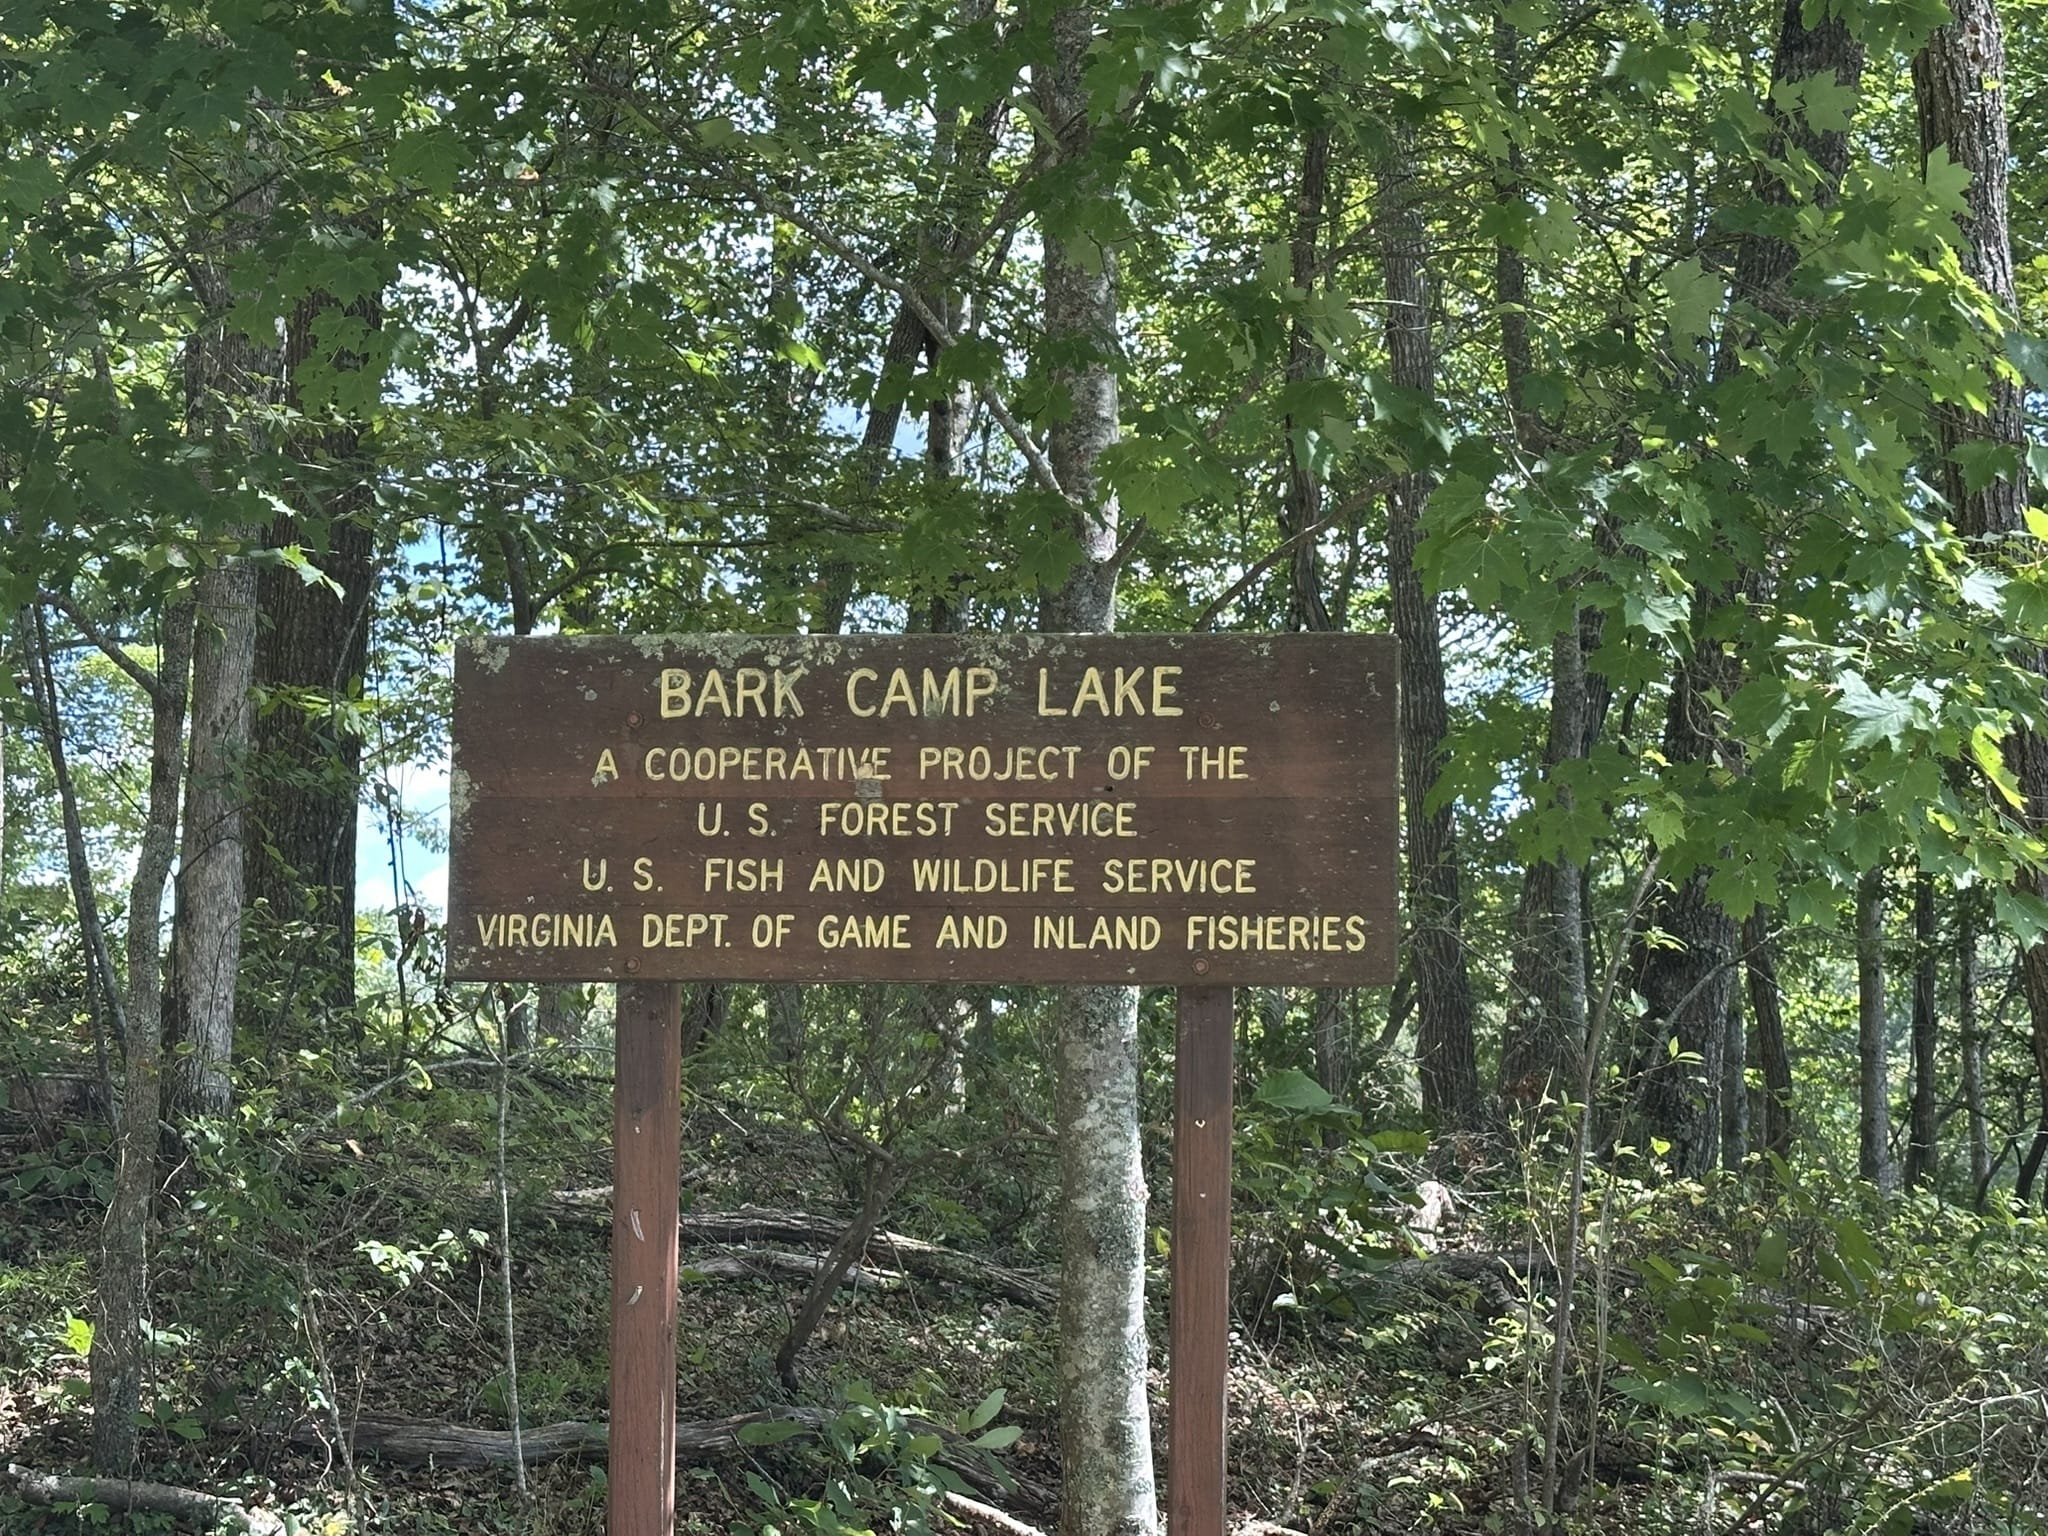 BARK CAMP LAKE
A COOPERATIVE PROJECT OF THE
U. S. FOREST SERVICE
U. S. FISH AND WILDLIFE SERVICE
VIRGINIA DEPT. OF GAME AND INLAND FISHERIES